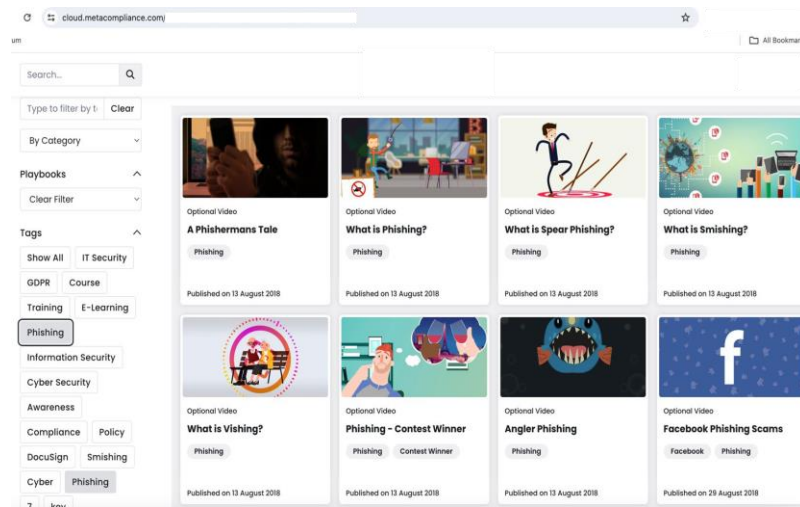 cloud.metacompliance.com/
um
All Bookmar
Search...
Type to filter by t
Clear
By Category
Playbooks
Clear Filter
Tags
Show All
IT Security
GDPR
Course
Training
E-Learning
Phishing
Information Security
Cyber Security
Awareness
Compliance
Policy
DocuSign
Smishing
Cyber
Phishing
Optional Video
A Phishermans Tale
Phishing
Published on 13 August 2018
Optional Video
What is Phishing?
Phishing
Published on 13 August 2018
Optional Video
What is Spear Phishing?
Phishing
Published on 13 August 2018
Optional Video
What is Smishing?
Phishing
Published on 13 August 2018
Optional Video
What is Vishing?
Phishing
Published on 13 August 2018
Optional Video
Phishing - Contest Winner
Phishing
Contest Winner
Published on 13 August 2018
Optional Video
Angler Phishing
Phishing
Published on 13 August 2018
f
Optional Video
Facebook Phishing Scams
Facebook
Phishing
Published on 29 August 2018